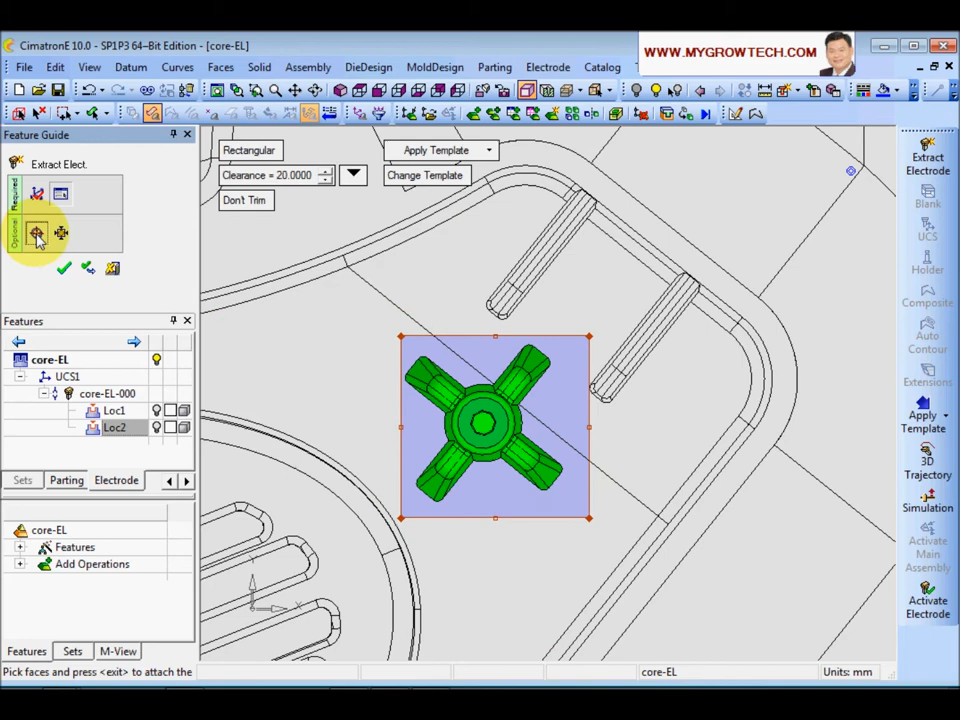 CimatronE 10.0 - SP1P3 64-Bit Edition - [core-EL]
WWW.MYGROWTECH.COM
File Edit View Datum Curves Faces Solid Assembly DieDesign MoldDesign Parting Electrode Catalog
Feature Guide
Extract Elect.
Required
Optional
Rectangular
Apply Template
Clearance = 20.0000
Change Template
Don't Trim
Features
core-EL
UCS1
core-EL-000
Loc1
Loc2
Sets Parting Electrode
core-EL
Features
Add Operations
Features Sets M-View
Y
X
Extract
Electrode
Blank
UCS
Holder
Composite
Auto
Contour
Extensions
Apply
Template
3D
Trajectory
Simulation
Activate
Main
Assembly
Activate
Electrode
Pick faces and press <exit> to attach the
core-EL
Units: mm